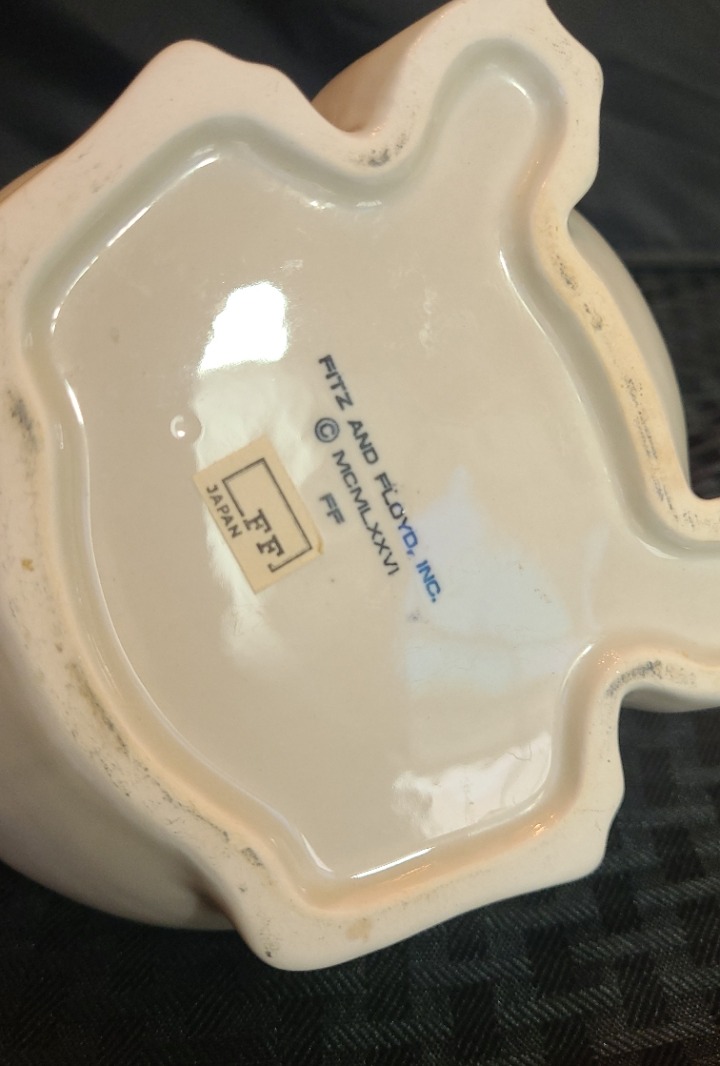 FITZ AND FLOYD, INC.
© MCMLXXVI
FF
FF
JAPAN